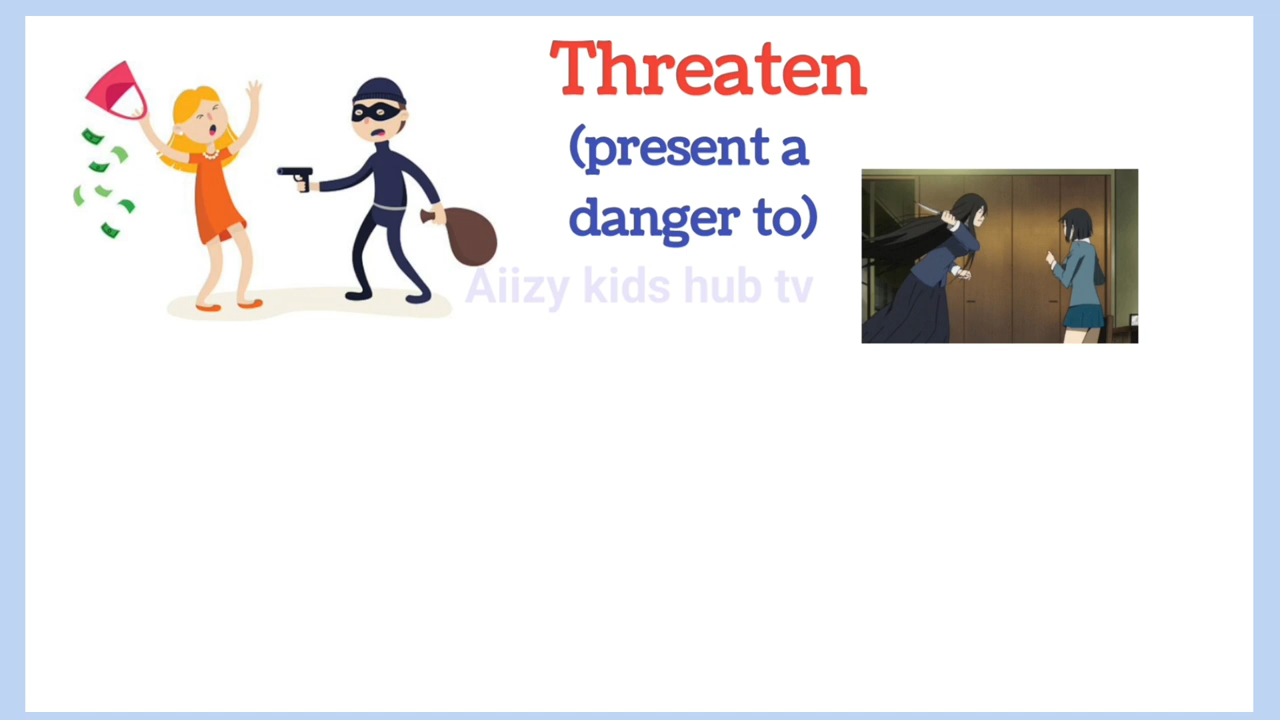 Threaten
(present a
danger to)
Aiizy kids hub tv